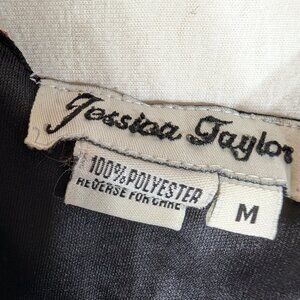 Jessica Taylor
100% POLYESTER
REVERSE FOR CARE
M